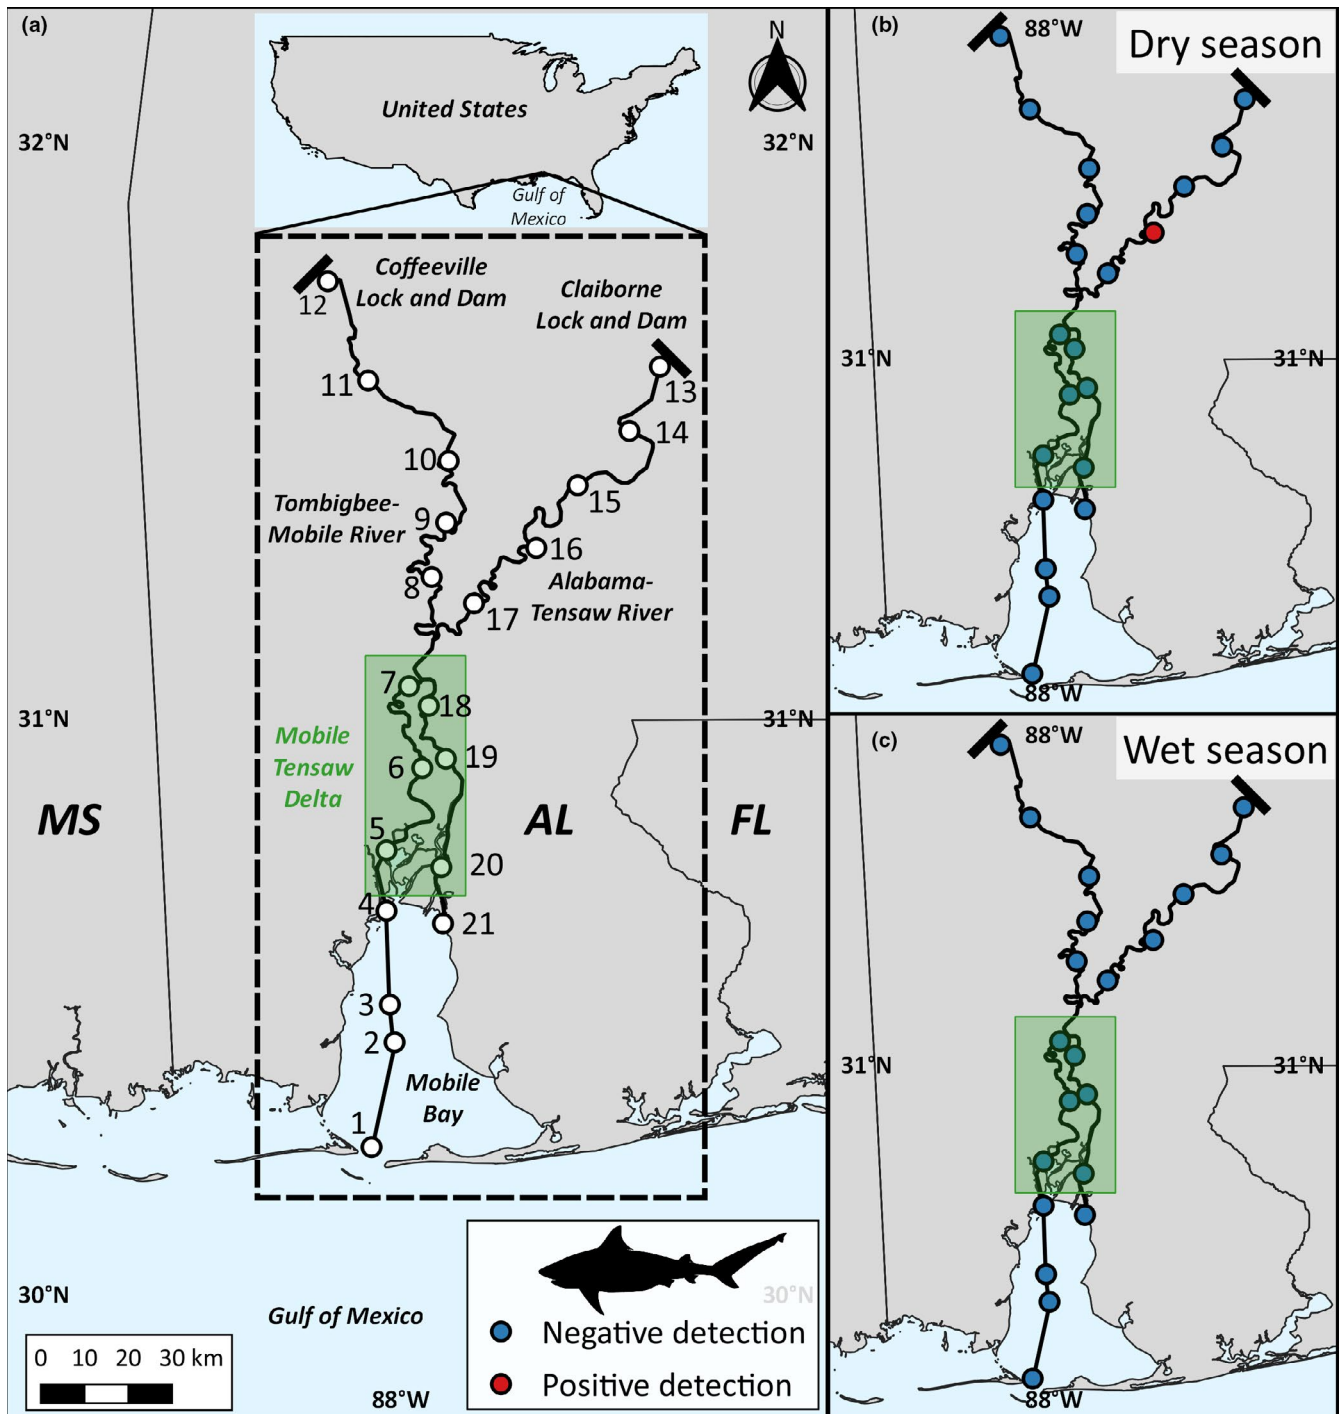 (a)
N
United States
Gulf of
Mexico
32°N
32°N
Coffeeville
Lock and Dam
Claiborne
Lock and Dam
12
13
11
14
10
15
Tombigbee-
Mobile River
9
16
8
Alabama-
Tensaw River
17
7
18
31°N
31°N
Mobile
Tensaw
Delta
19
6
MS
AL
FL
5
20
4
21
3
2
Mobile
Bay
1
30°N
30°N
Gulf of Mexico
Negative detection
Positive detection
0 10 20 30 km
88°W
(b)
88°W
Dry season
31°N
31°N
88°W
(c)
88°W
Wet season
31°N
31°N
88°W